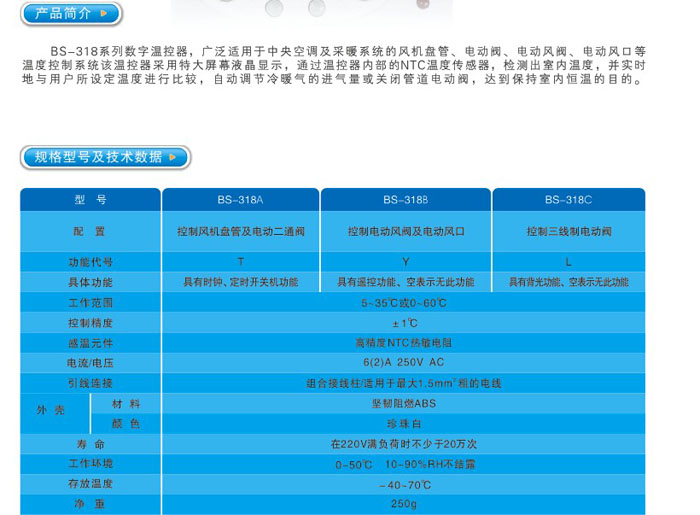 产品简介
BS-318系列数字温控器，广泛适用于中央空调及采暖系统的风机盘管、电动阀、电动风阀、电动风口等
温度控制系统该温控器采用特大屏幕液晶显示，通过温控器内部的NTC温度传感器，检测出室内温度，并实时
地与用户所设定温度进行比较，自动调节冷暖气的进气量或关闭管道电动阀，达到保持室内恒温的目的。
规格型号及技术数据
型 号 BS-318A BS-318B BS-318C
配 置 控制风机盘管及电动二通阀 控制电动风阀及电动风口 控制三线制电动阀
功能代号 T Y L
具体功能 具有时钟、定时开关机功能 具有遥控功能、空表示无此功能 具有背光功能、空表示无此功能
工作范围 5~35℃或0~60℃
控制精度 ±1℃
感温元件 高精度NTC热敏电阻
电流/电压 6(2)A 250V AC
引线连接 组合接线柱/适用于最大1.5mm²粗的电线
外 壳 材 料 坚韧阻燃ABS
颜 色 珍珠白
寿 命 在220V满负荷时不少于20万次
工作环境 0~50℃ 10~90%RH不结露
存放温度 -40~70℃
净 重 250g